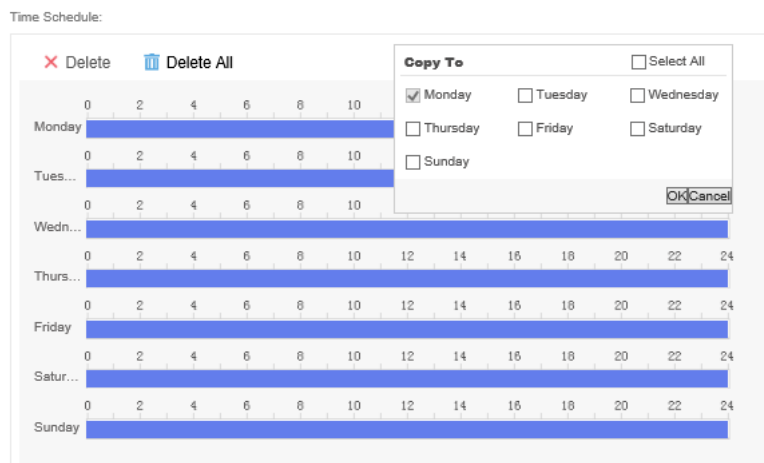 Time Schedule:
Delete Delete All
Copy To Select All
Monday Tuesday Wednesday
Thursday Friday Saturday
Sunday
OK Cancel
0 2 4 6 8 10
Monday
0 2 4 6 8 10
Tues...
0 2 4 6 8 10
Wedn...
0 2 4 6 8 10 12 14 16 18 20 22 24
Thurs...
0 2 4 6 8 10 12 14 16 18 20 22 24
Friday
0 2 4 6 8 10 12 14 16 18 20 22 24
Satur...
0 2 4 6 8 10 12 14 16 18 20 22 24
Sunday